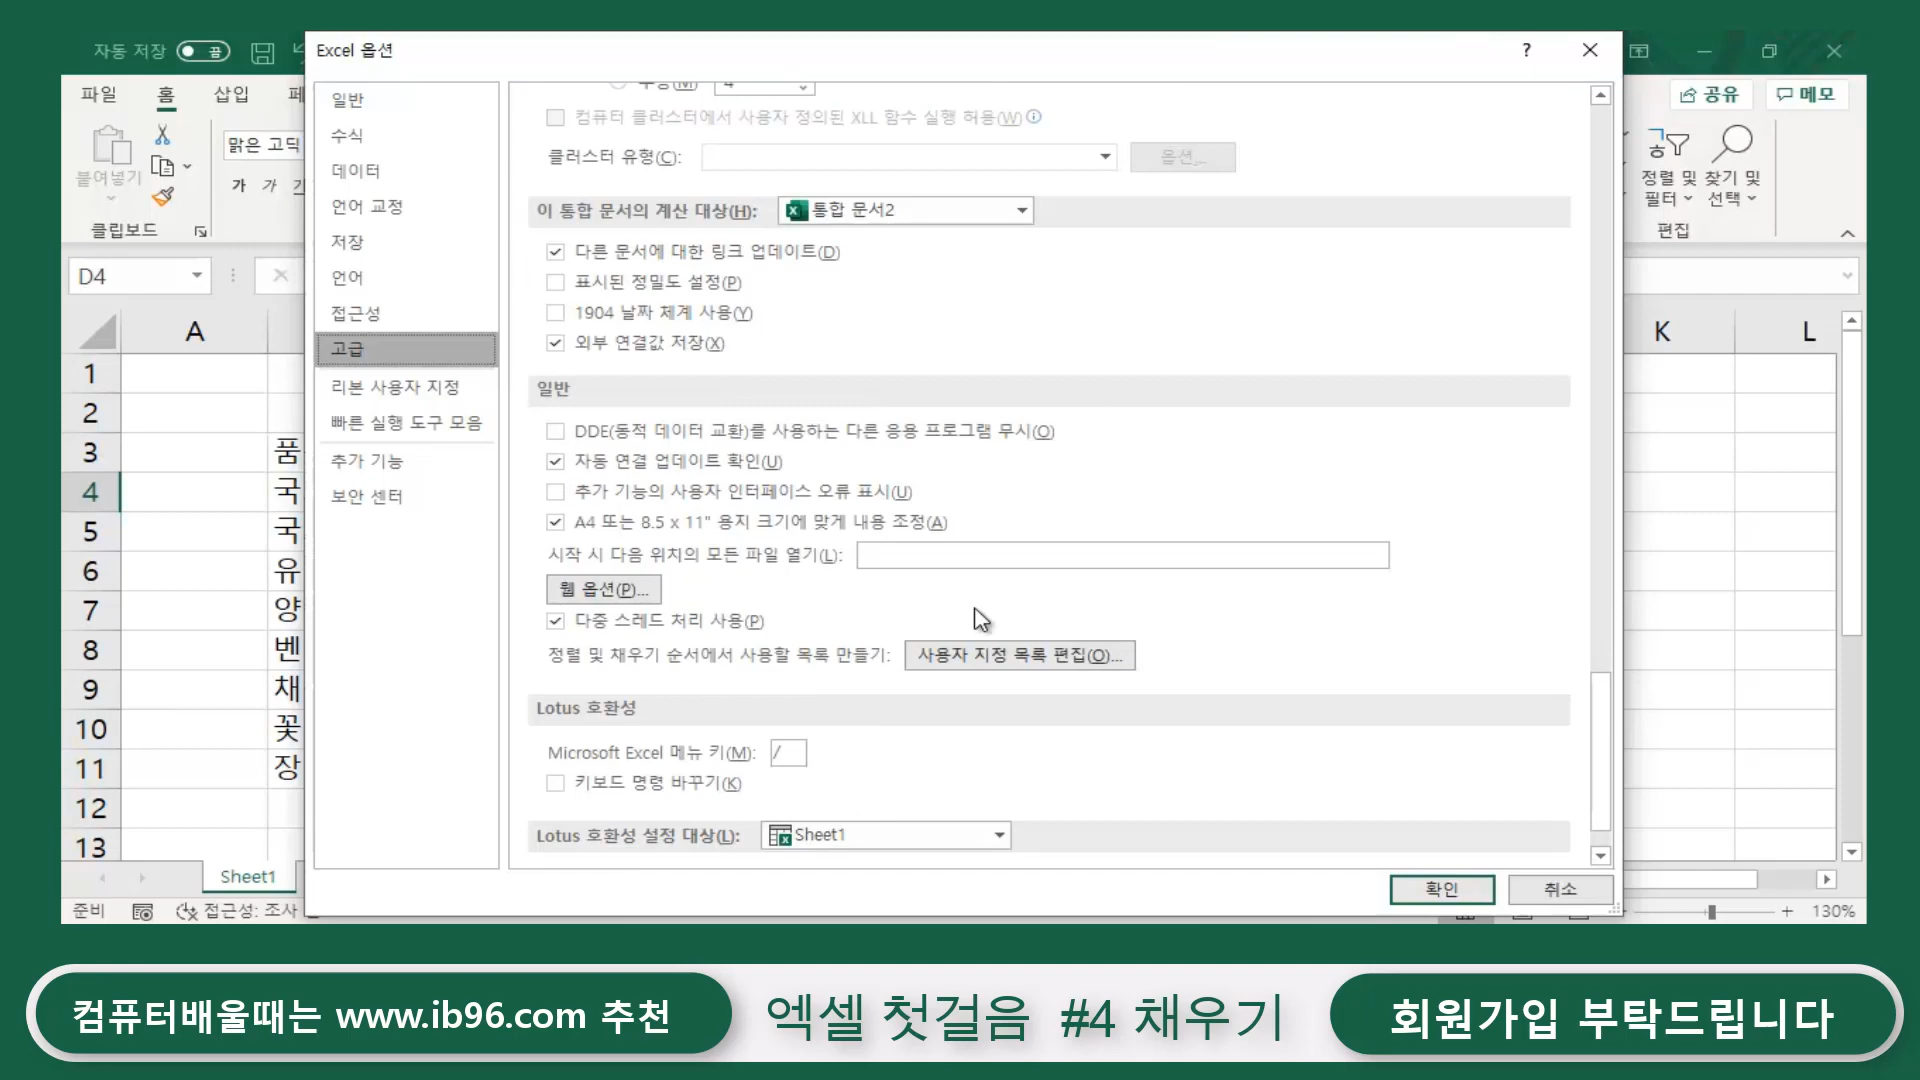 자동 저장 끔
Excel 옵션
?
파일 홈 삽입
공유 메모
붙여넣기
맑은 고딕
가 가
클립보드
정렬 및 필터
찾기 및 선택
편집
D4
일반
수식
데이터
언어 교정
저장
언어
접근성
고급
리본 사용자 지정
빠른 실행 도구 모음
추가 기능
보안 센터
수동(M) 4
컴퓨터 클러스터에서 사용자 정의된 XLL 함수 실행 허용(W)
클러스터 유형(C): 옵션...
이 통합 문서의 계산 대상(H): 통합 문서2
다른 문서에 대한 링크 업데이트(D)
표시된 정밀도 설정(P)
1904 날짜 체계 사용(Y)
외부 연결값 저장(X)
일반
DDE(동적 데이터 교환)를 사용하는 다른 응용 프로그램 무시(O)
자동 연결 업데이트 확인(U)
추가 기능의 사용자 인터페이스 오류 표시(U)
A4 또는 8.5 x 11" 용지 크기에 맞게 내용 조정(A)
시작 시 다음 위치의 모든 파일 열기(L):
웹 옵션(P)...
다중 스레드 처리 사용(P)
정렬 및 채우기 순서에서 사용할 목록 만들기: 사용자 지정 목록 편집(O)...
Lotus 호환성
Microsoft Excel 메뉴 키(M): /
키보드 명령 바꾸기(K)
Lotus 호환성 설정 대상(L): Sheet1
확인 취소
A K L
1
2
3 품
4 국
5 국
6 유
7 양
8 벤
9 채
10 꽃
11 장
12
13
Sheet1
준비 접근성: 조사
130%
컴퓨터배울때는 www.ib96.com 추천
엑셀 첫걸음 #4 채우기
회원가입 부탁드립니다